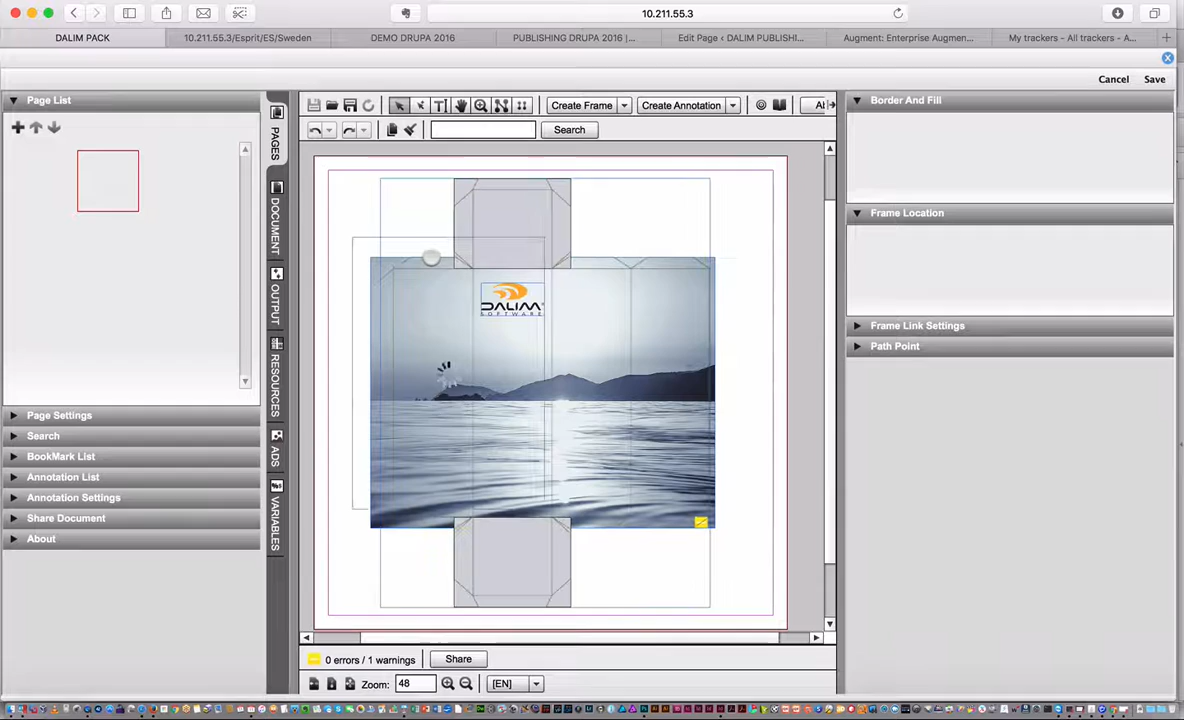 10.211.55.3
DALIM PACK
10.211.55.3/Esprit/ES/Sweden
DEMO DRUPA 2016
PUBLISHING DRUPA 2016 |...
Edit Page ‹ DALIM PUBLISHI...
Augment: Enterprise Augmen...
My trackers - All trackers - A...
Cancel Save
Page List
PAGES
DOCUMENT
OUTPUT
RESOURCES
ADS
VARIABLES
Page Settings
Search
BookMark List
Annotation List
Annotation Settings
Share Document
About
Create Frame
Create Annotation
Search
DALIM
SOFTWARE
0 errors / 1 warnings
Share
Zoom: 48
[EN]
Border And Fill
Frame Location
Frame Link Settings
Path Point